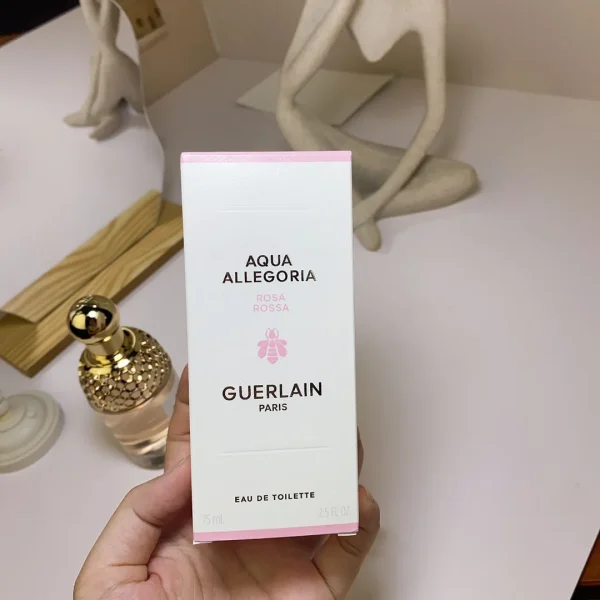 AQUA
ALLEGORIA
ROSA
ROSSA
GUERLAIN
PARIS
EAU DE TOILETTE
75 mL 2.5 FL.OZ.